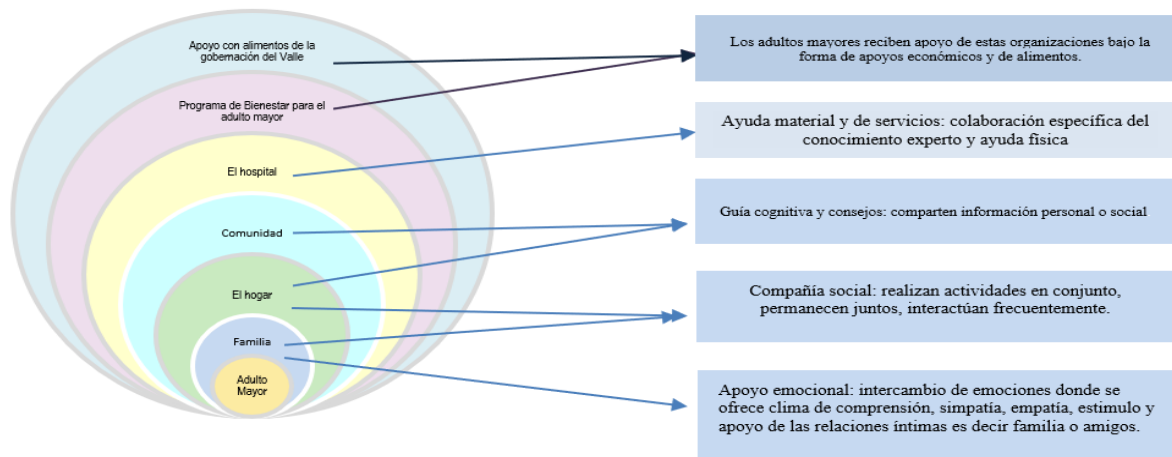 Apoyo con alimentos de la
gobernación del Valle
Programa de Bienestar para el
adulto mayor
El hospital
Comunidad
El hogar
Familia
Adulto
Mayor
Los adultos mayores reciben apoyo de estas organizaciones bajo la
forma de apoyos económicos y de alimentos.
Ayuda material y de servicios: colaboración específica del
conocimiento experto y ayuda física
Guía cognitiva y consejos: comparten información personal o social
Compañía social: realizan actividades en conjunto,
permanecen juntos, interactúan frecuentemente.
Apoyo emocional: intercambio de emociones donde se
ofrece clima de comprensión, simpatía, empatía, estimulo y
apoyo de las relaciones íntimas es decir familia o amigos.